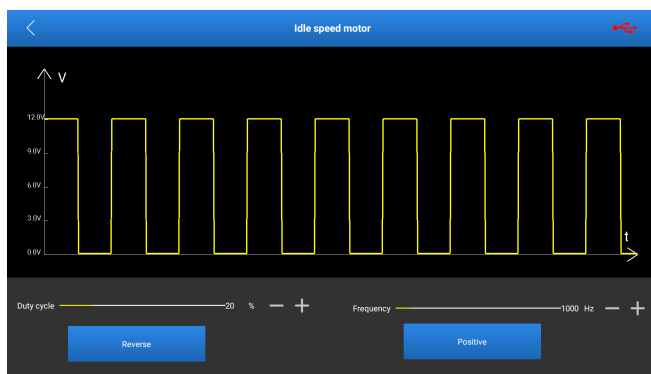 Idle speed motor
V
12.0V
9.0V
6.0V
3.0V
0.0V
t
Duty cycle 20 % — +
Frequency 1000 Hz — +
Reverse
Positive